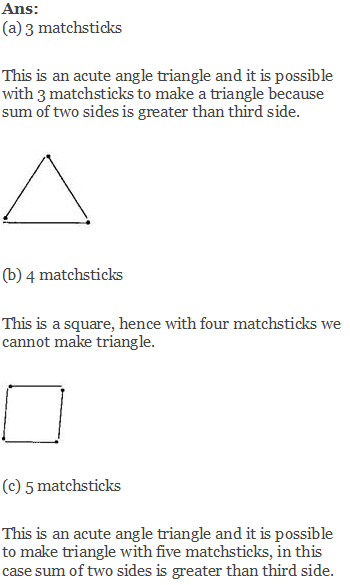 Ans:
(a) 3 matchsticks
This is an acute angle triangle and it is possible
with 3 matchsticks to make a triangle because
sum of two sides is greater than third side.
(b) 4 matchsticks
This is a square, hence with four matchsticks we
cannot make triangle.
(c) 5 matchsticks
This is an acute angle triangle and it is possible
to make triangle with five matchsticks, in this
case sum of two sides is greater than third side.